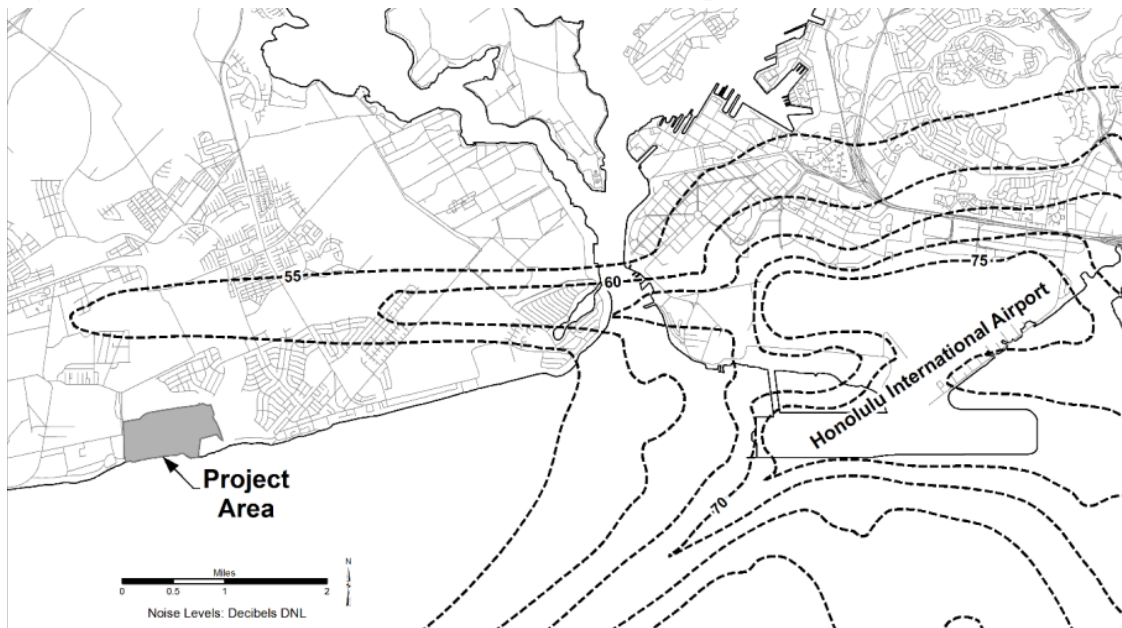 55
60
75
Honolulu International Airport
70
Project
Area
Miles
0 0.5 1 2
N
Noise Levels: Decibels DNL